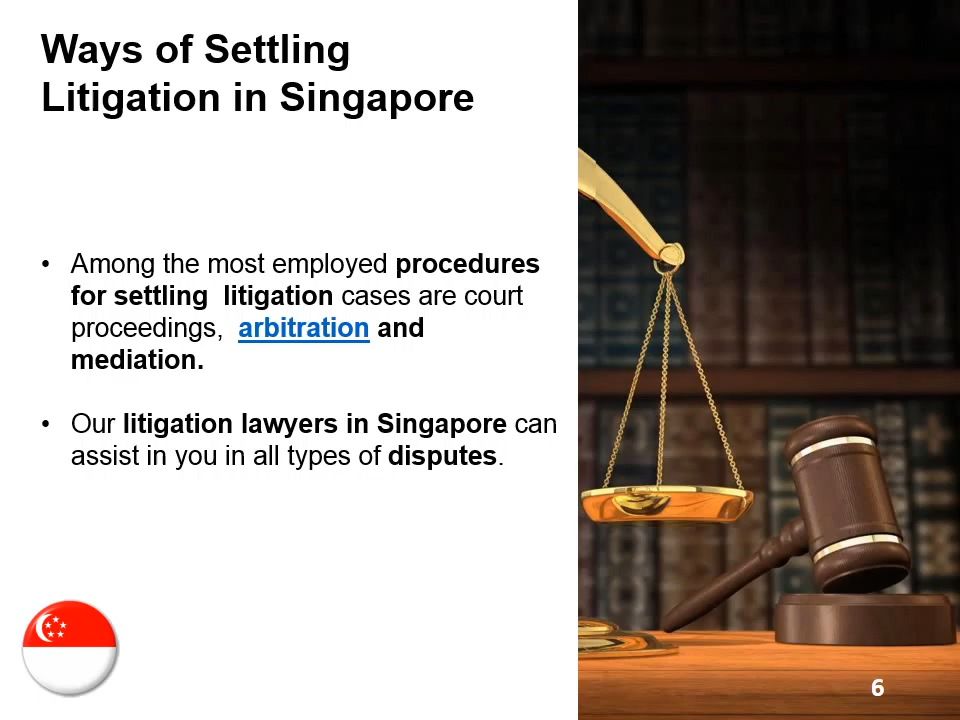 Ways of Settling
Litigation in Singapore
• Among the most employed procedures
for settling  litigation cases are court
proceedings,  arbitration and
mediation.
• Our litigation lawyers in Singapore can
assist in you in all types of disputes.
6